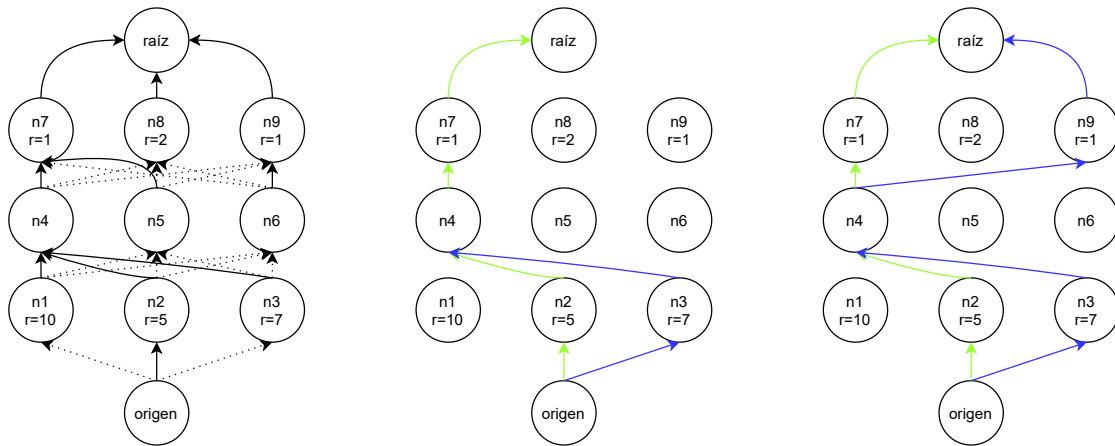 raíz
n7
r=1
n8
r=2
n9
r=1
n4
n5
n6
n1
r=10
n2
r=5
n3
r=7
origen
raíz
n7
r=1
n8
r=2
n9
r=1
n4
n5
n6
n1
r=10
n2
r=5
n3
r=7
origen
raíz
n7
r=1
n8
r=2
n9
r=1
n4
n5
n6
n1
r=10
n2
r=5
n3
r=7
origen